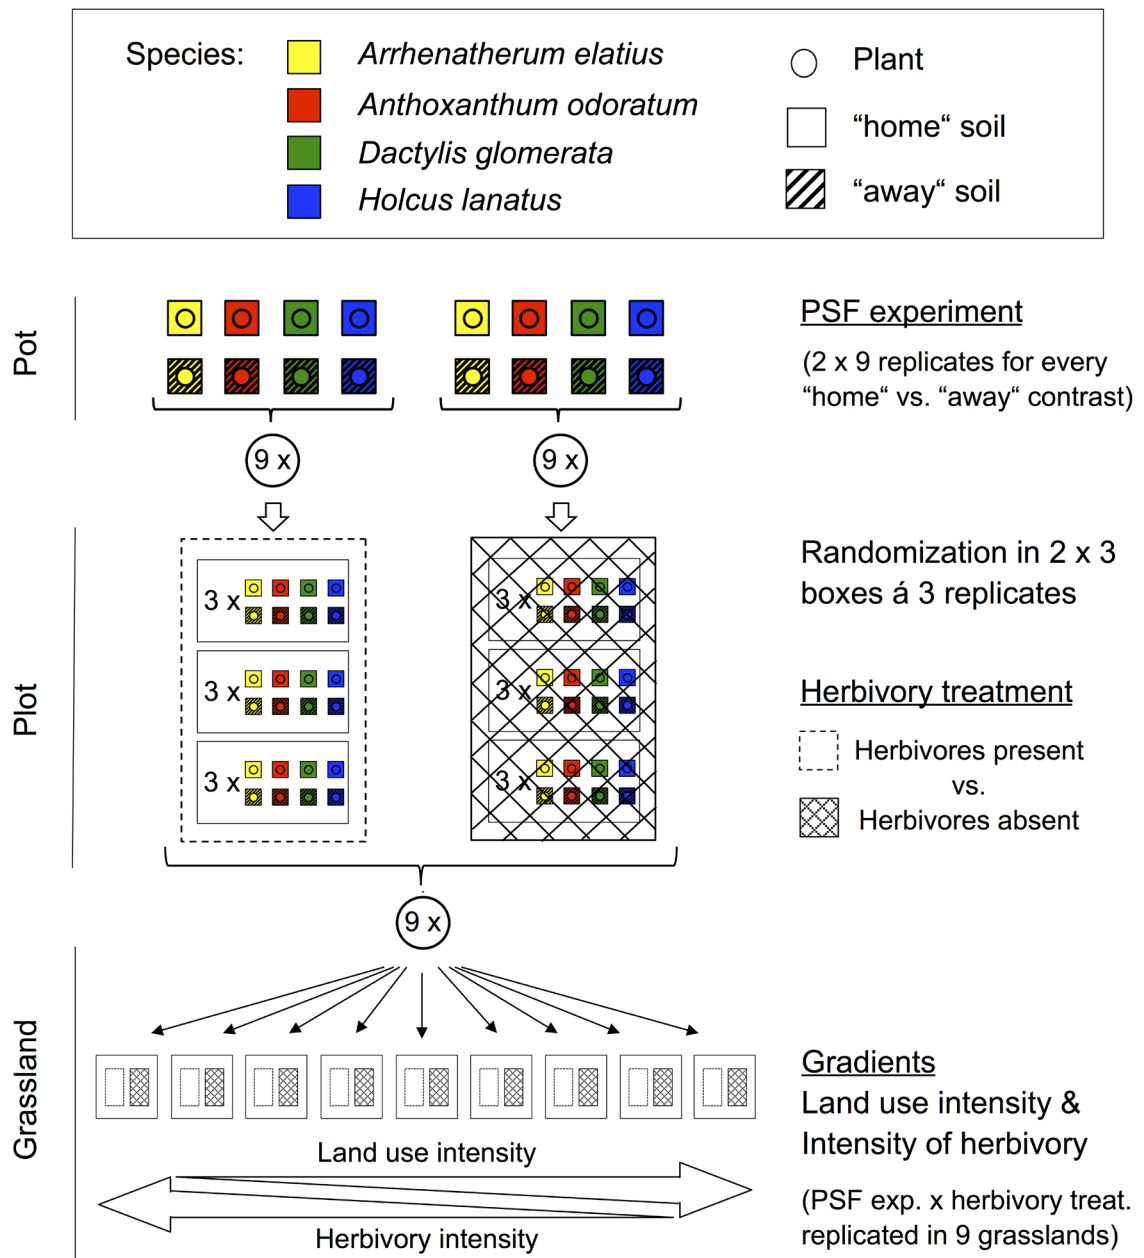 Species:
Arrhenatherum elatius
Anthoxanthum odoratum
Dactylis glomerata
Holcus lanatus
Plant
“home“ soil
“away“ soil
Pot
PSF experiment
(2 x 9 replicates for every
“home“ vs. “away“ contrast)
9 x
9 x
Plot
3 x
3 x
3 x
3 x
3 x
3 x
Randomization in 2 x 3
boxes á 3 replicates
Herbivory treatment
Herbivores present
vs.
Herbivores absent
9 x
Grassland
Land use intensity
Herbivory intensity
Gradients
Land use intensity &
Intensity of herbivory
(PSF exp. x herbivory treat.
replicated in 9 grasslands)